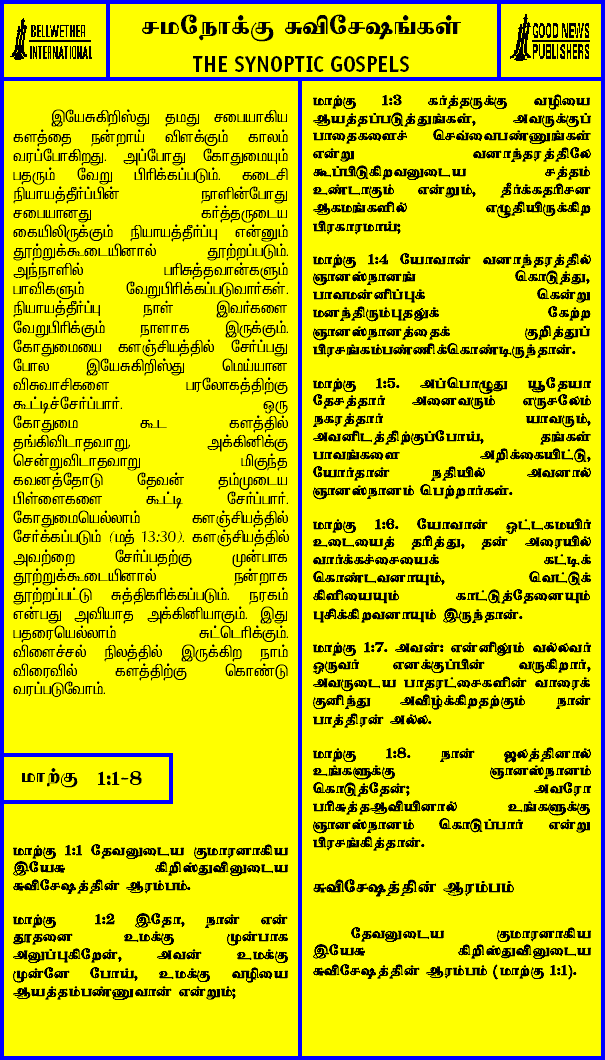 BELLWETHER
INTERNATIONAL
சமநோக்கு சுவிசேஷங்கள்
THE SYNOPTIC GOSPELS
GOOD NEWS
PUBLISHERS
இயேசுகிறிஸ்து தமது சபையாகிய
களத்தை நன்றாய் விளக்கும் காலம்
வரப்போகிறது. அப்போது கோதுமையும்
பதரும் வேறு பிரிக்கப்படும். கடைசி
நியாயத்தீர்ப்பின் நாளின்போது
சபையானது கர்த்தருடைய
கையிலிருக்கும் நியாயத்தீர்ப்பு என்னும்
தூற்றுக்கூடையினால் தூற்றப்படும்.
அந்நாளில் பரிசுத்தவான்களும்
பாவிகளும் வேறுபிரிக்கப்படுவார்கள்.
நியாயத்தீர்ப்பு நாள் இவர்களை
வேறுபிரிக்கும் நாளாக இருக்கும்.
கோதுமையை களஞ்சியத்தில் சேர்ப்பது
போல இயேசுகிறிஸ்து மெய்யான
விசுவாசிகளை பரலோகத்திற்கு
கூட்டிச்சேர்ப்பார். ஒரு
கோதுமை கூட களத்தில்
தங்கிவிடாதவாறு, அக்கினிக்கு
சென்றுவிடாதவாறு மிகுந்த
கவனத்தோடு தேவன் தம்முடைய
பிள்ளைகளை கூட்டி சேர்ப்பார்.
கோதுமையெல்லாம் களஞ்சியத்தில்
சேர்க்கப்படும் (மத் 13:30). களஞ்சியத்தில்
அவற்றை சேர்ப்பதற்கு முன்பாக
தூற்றுக்கூடையினால் நன்றாக
தூற்றப்பட்டு சுத்திகரிக்கப்படும். நரகம்
என்பது அவியாத அக்கினியாகும். இது
பதரையெல்லாம் சுட்டெரிக்கும்.
விளைச்சல் நிலத்தில் இருக்கிற நாம்
விரைவில் களத்திற்கு கொண்டு
வரப்படுவோம்.
மாற்கு 1:1-8
மாற்கு 1:1 தேவனுடைய குமாரனாகிய
இயேசு கிறிஸ்துவினுடைய
சுவிசேஷத்தின் ஆரம்பம்.
மாற்கு 1:2 இதோ, நான் என்
தூதனை உமக்கு முன்பாக
அனுப்புகிறேன், அவன் உமக்கு
முன்னே போய், உமக்கு வழியை
ஆயத்தம்பண்ணுவான் என்றும்;
மாற்கு 1:3 கர்த்தருக்கு வழியை
ஆயத்தப்படுத்துங்கள், அவருக்குப்
பாதைகளைச் செவ்வைபண்ணுங்கள்
என்று வனாந்தரத்திலே
கூப்பிடுகிறவனுடைய சத்தம்
உண்டாகும் என்றும், தீர்க்கதரிசன
ஆகமங்களில் எழுதியிருக்கிற
பிரகாரமாய்;
மாற்கு 1:4 யோவான் வனாந்தரத்தில்
ஞானஸ்நானங் கொடுத்து,
பாவமன்னிப்புக் கென்று
மனந்திரும்புதலுக் கேற்ற
ஞானஸ்நானத்தைக் குறித்துப்
பிரசங்கம்பண்ணிக்கொண்டிருந்தான்.
மாற்கு 1:5. அப்பொழுது யூதேயா
தேசத்தார் அனைவரும் எருசலேம்
நகரத்தார் யாவரும்,
அவனிடத்திற்குப்போய், தங்கள்
பாவங்களை அறிக்கையிட்டு,
யோர்தான் நதியில் அவனால்
ஞானஸ்நானம் பெற்றார்கள்.
மாற்கு 1:6. யோவான் ஒட்டகமயிர்
உடையைத் தரித்து, தன் அரையில்
வார்க்கச்சையைக் கட்டிக்
கொண்டவனாயும், வெட்டுக்
கிளியையும் காட்டுத்தேனையும்
புசிக்கிறவனாயும் இருந்தான்.
மாற்கு 1:7. அவன்: என்னிலும் வல்லவர்
ஒருவர் எனக்குப்பின் வருகிறார்,
அவருடைய பாதரட்சைகளின் வாரைக்
குனிந்து அவிழ்க்கிறதற்கும் நான்
பாத்திரன் அல்ல.
மாற்கு 1:8. நான் ஜலத்தினால்
உங்களுக்கு ஞானஸ்நானம்
கொடுத்தேன்; அவரோ
பரிசுத்தஆவியினால் உங்களுக்கு
ஞானஸ்நானம் கொடுப்பார் என்று
பிரசங்கித்தான்.
சுவிசேஷத்தின் ஆரம்பம்
தேவனுடைய குமாரனாகிய
இயேசு கிறிஸ்துவினுடைய
சுவிசேஷத்தின் ஆரம்பம் (மாற்கு 1:1).